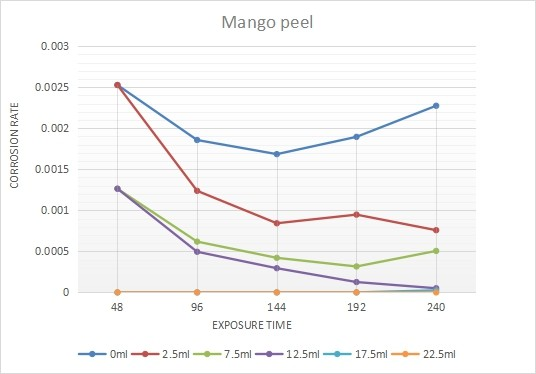 Mango peel
0.003
0.0025
0.002
0.0015
0.001
0.0005
0
CORROSION RATE
48 96 144 192 240
EXPOSURE TIME
0ml 2.5ml 7.5ml 12.5ml 17.5ml 22.5ml